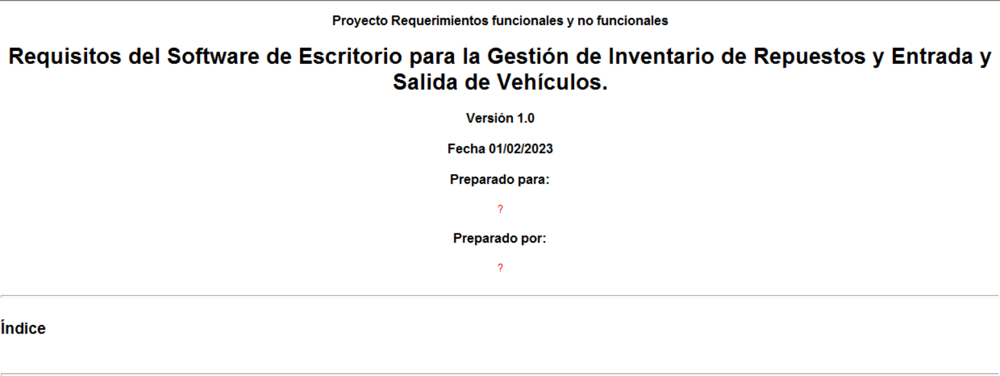 Proyecto Requerimientos funcionales y no funcionales
Requisitos del Software de Escritorio para la Gestión de Inventario de Repuestos y Entrada y
Salida de Vehículos.
Versión 1.0
Fecha 01/02/2023
Preparado para:
?
Preparado por:
?
Índice